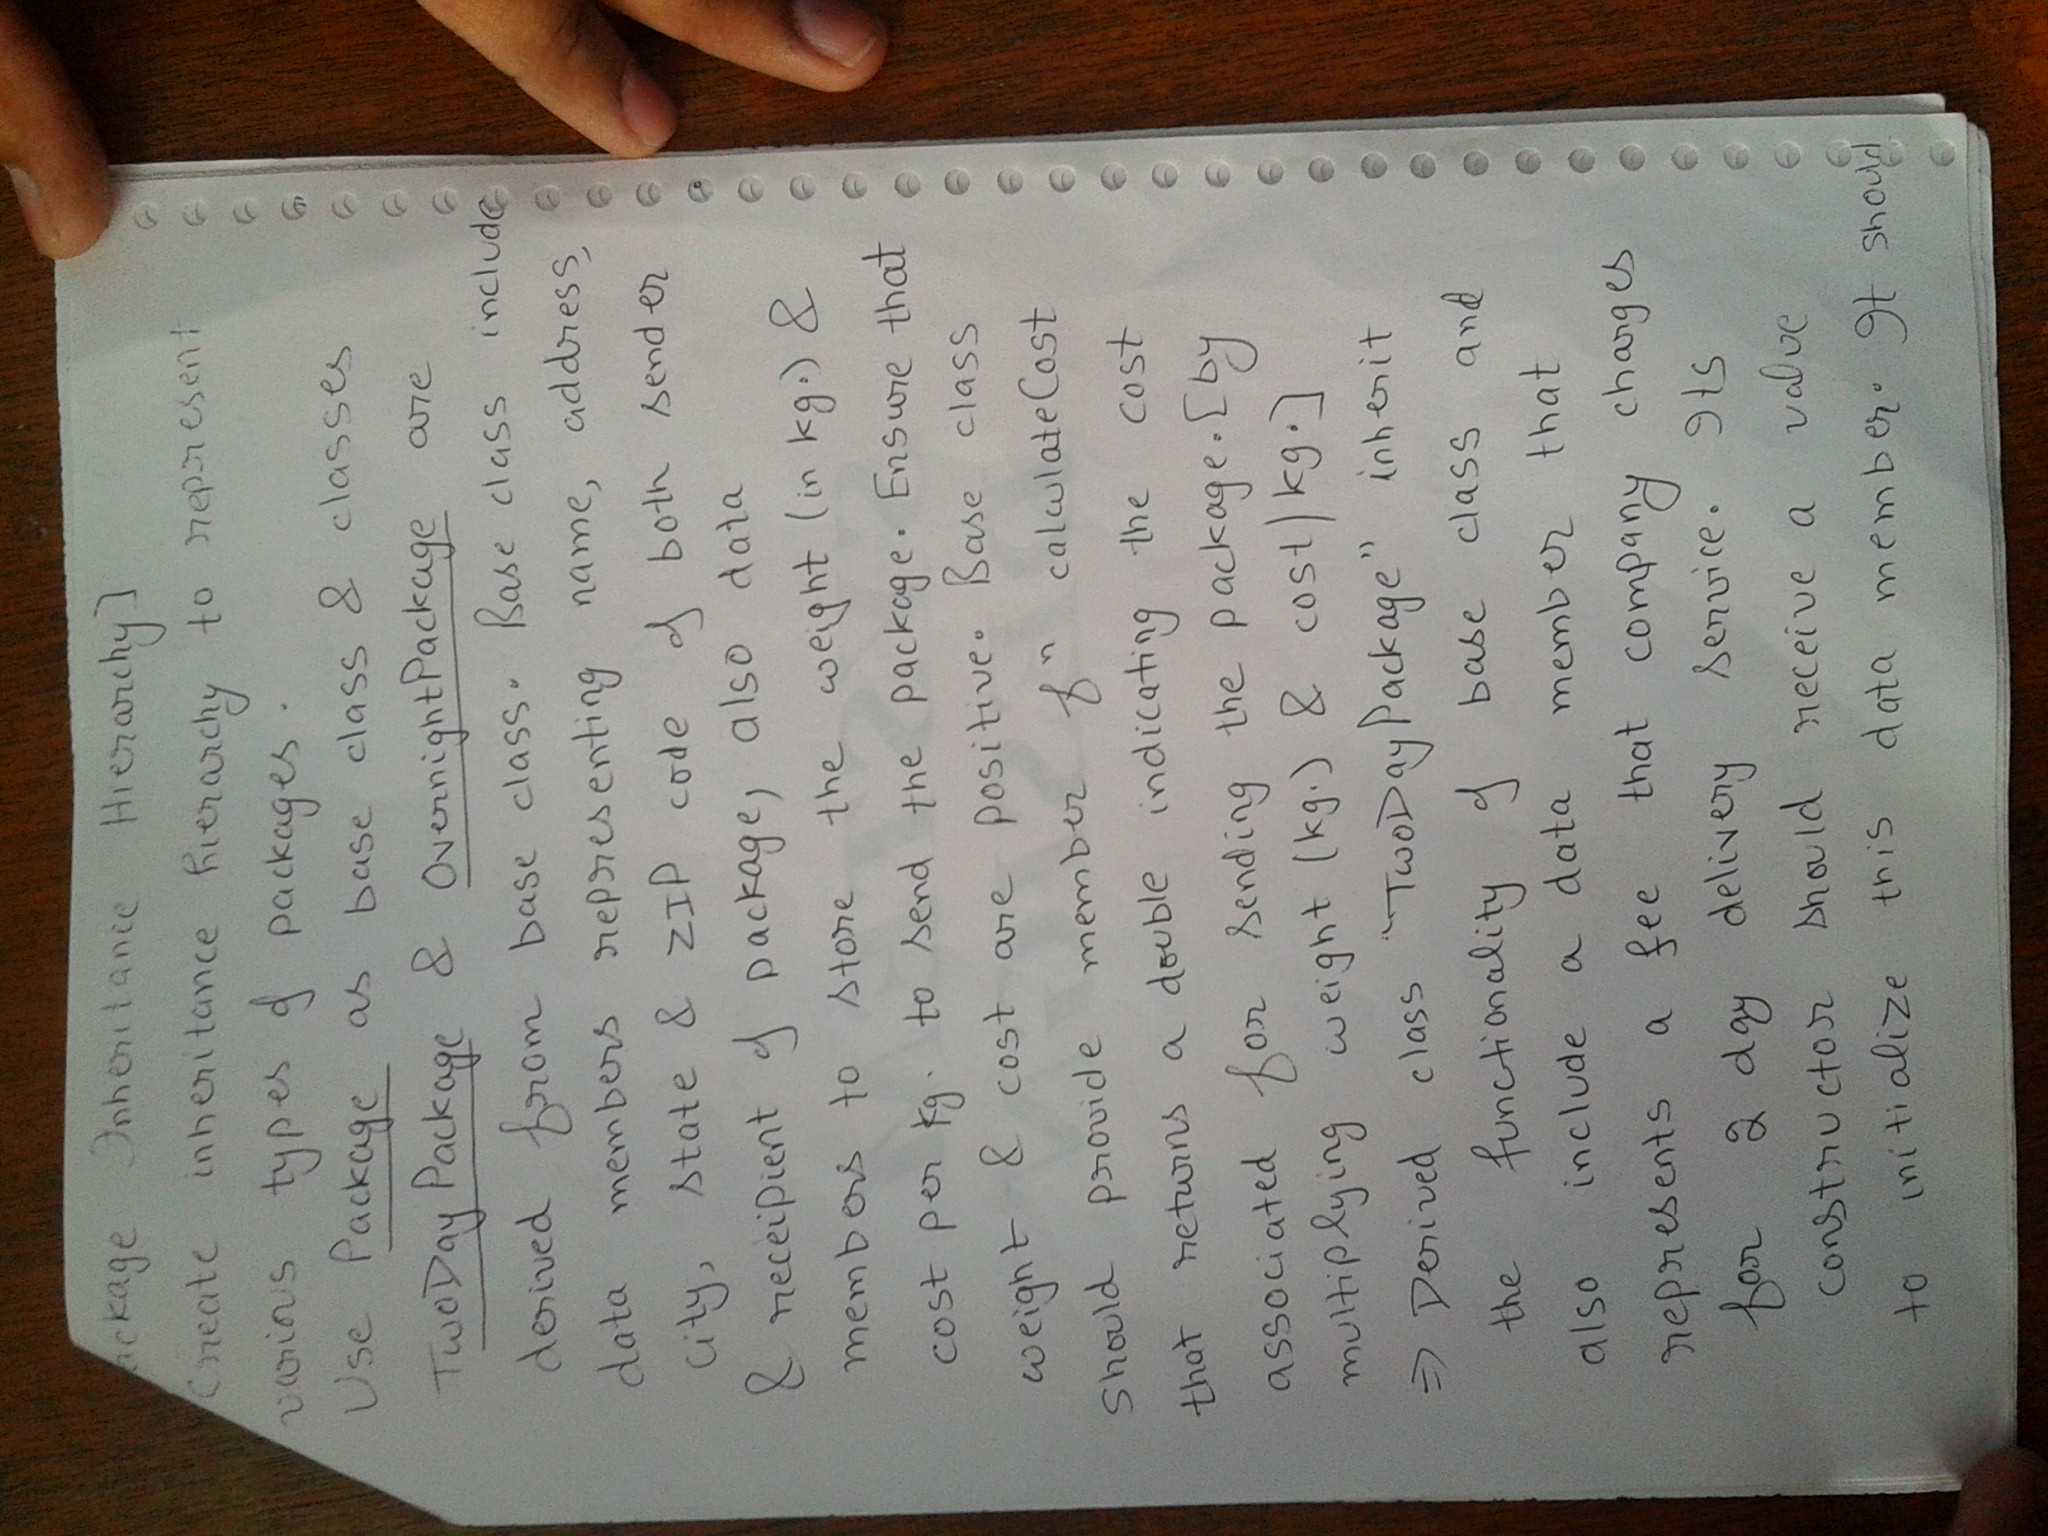 ackage Inheritance Hierarchy]
Create inheritance hierarchy to represent
various types of packages.
Use Package as base class & classes
TwoDayPackage & OvernightPackage are
derived from base class. Base class include
data members representing name, address,
city, state & ZIP code of both sender
& receipient of package, also data
members to store the weight (in kg.) &
cost per kg. to send the package. Ensure that
weight & cost are positive. Base class
should provide member fn calculateCost
that returns a double indicating the cost
associated for sending the package. [by
multiplying weight (kg.) & cost/kg.]
⇒ Derived class "TwoDayPackage" inherit
the functionality of base class and
also include a data member that
represents a fee that company charges
for 2 day delivery service. Its
constructor should receive a value
to initialize this data member. It should